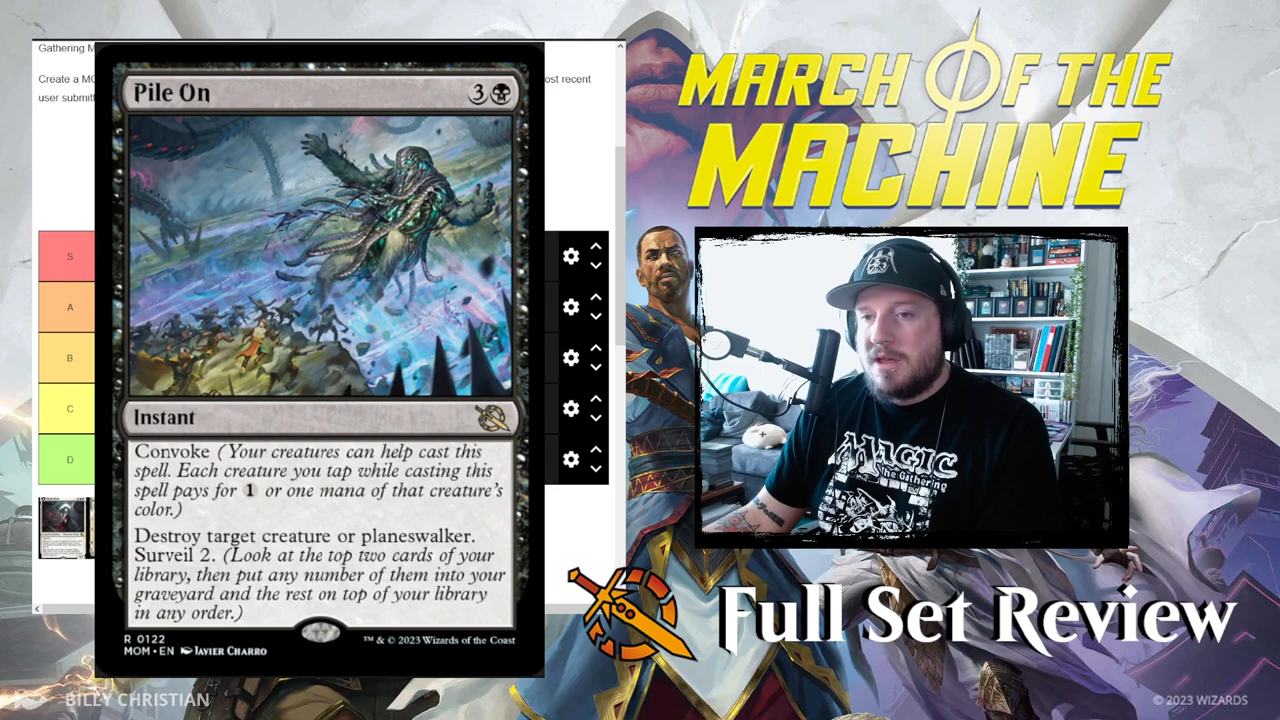 Gathering M
Create a MO
ost recent
user submitt
S
A
B
C
D
Pile On
3
Instant
Convoke (Your creatures can help cast this
spell. Each creature you tap while casting this
spell pays for 1 or one mana of that creature's
color.)
Destroy target creature or planeswalker.
Surveil 2. (Look at the top two cards of your
library, then put any number of them into your
graveyard and the rest on top of your library
in any order.)
R 0122
MOM • EN JAVIER CHARRO
™ & © 2023 Wizards of the Coast
MARCH OF THE
MACHINE
MAGIC
The Gathering
Full Set Review
BILLY CHRISTIAN
© 2023 WIZARDS